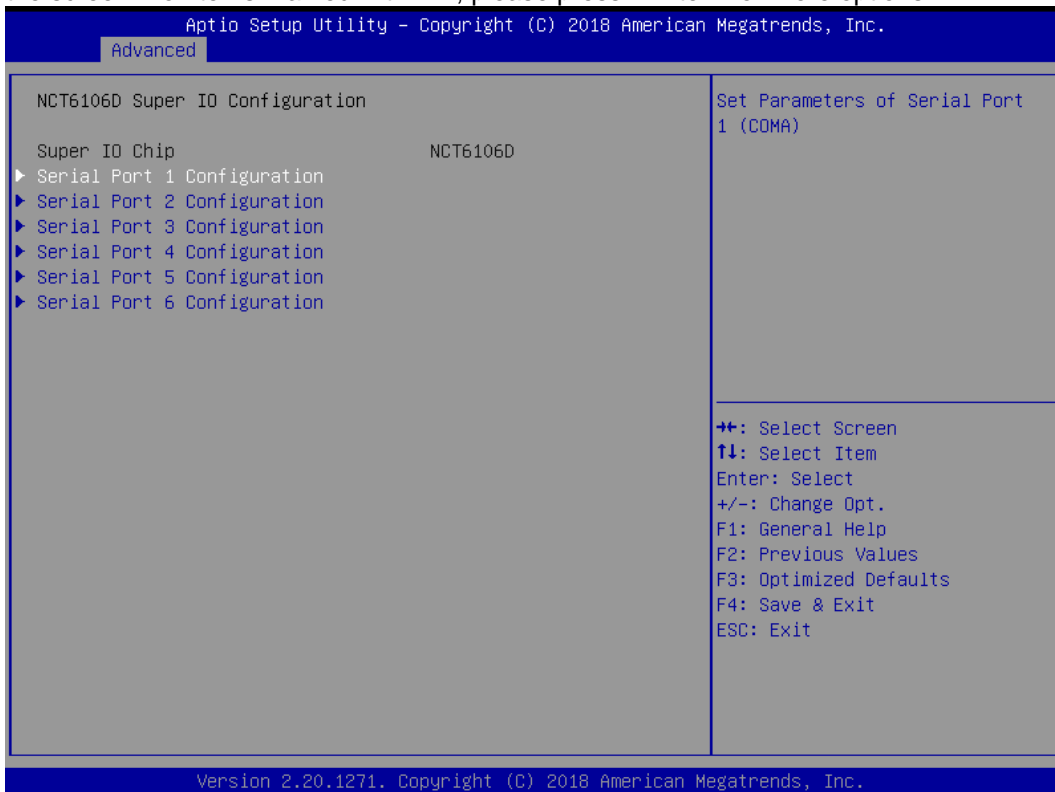 Aptio Setup Utility – Copyright (C) 2018 American Megatrends, Inc.
Advanced
NCT6106D Super IO Configuration
Super IO Chip NCT6106D
▶ Serial Port 1 Configuration
▶ Serial Port 2 Configuration
▶ Serial Port 3 Configuration
▶ Serial Port 4 Configuration
▶ Serial Port 5 Configuration
▶ Serial Port 6 Configuration
Set Parameters of Serial Port
1 (COMA)
→←: Select Screen
↑↓: Select Item
Enter: Select
+/-: Change Opt.
F1: General Help
F2: Previous Values
F3: Optimized Defaults
F4: Save & Exit
ESC: Exit
Version 2.20.1271. Copyright (C) 2018 American Megatrends, Inc.